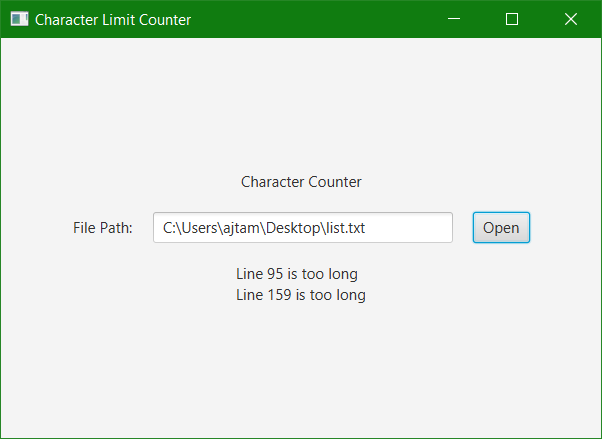 Character Limit Counter
Character Counter
File Path: C:\Users\ajtam\Desktop\list.txt Open
Line 95 is too long
Line 159 is too long